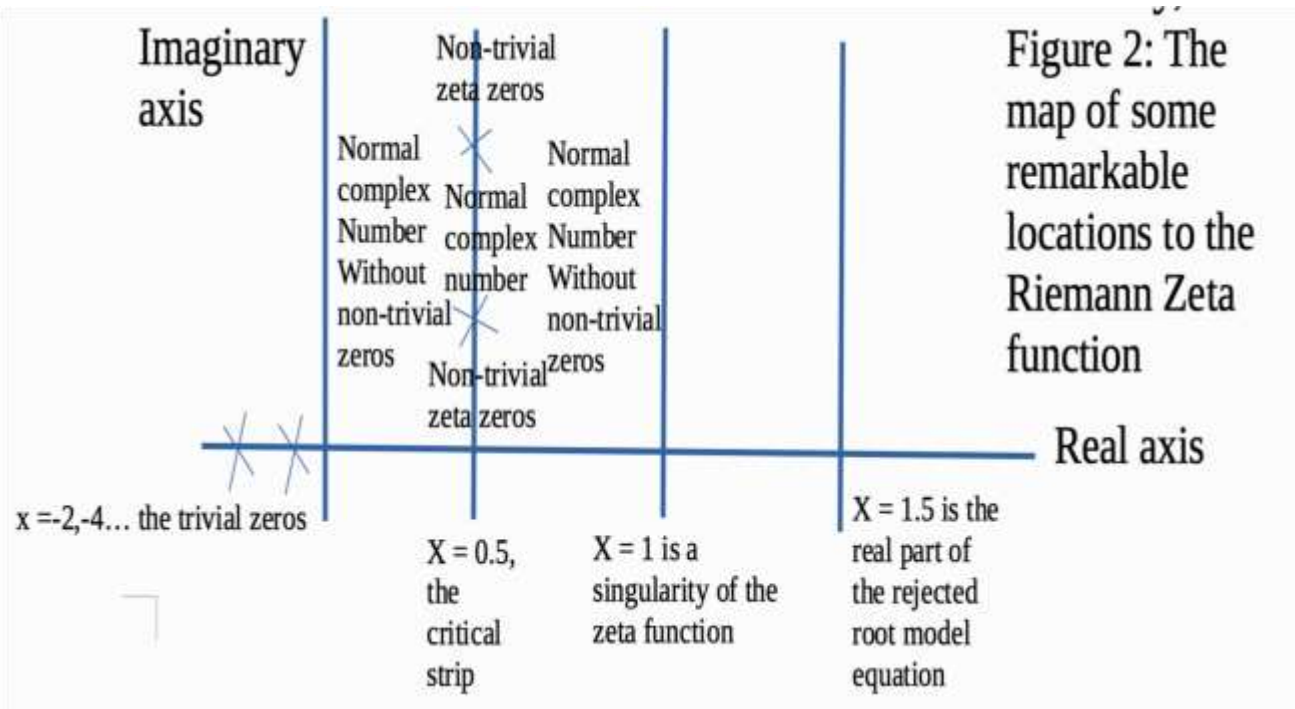 Imaginary
axis
Non-trivial
zeta zeros
Normal
complex
Number
Without
non-trivial
zeros
Normal
complex
number
Normal
complex
Number
Without
non-trivial
zeros
Non-trivial
zeta zeros
Figure 2: The
map of some
remarkable
locations to the
Riemann Zeta
function
Real axis
x =-2,-4… the trivial zeros
X = 0.5,
the
critical
strip
X = 1 is a
singularity of the
zeta function
X = 1.5 is the
real part of
the rejected
root model
equation